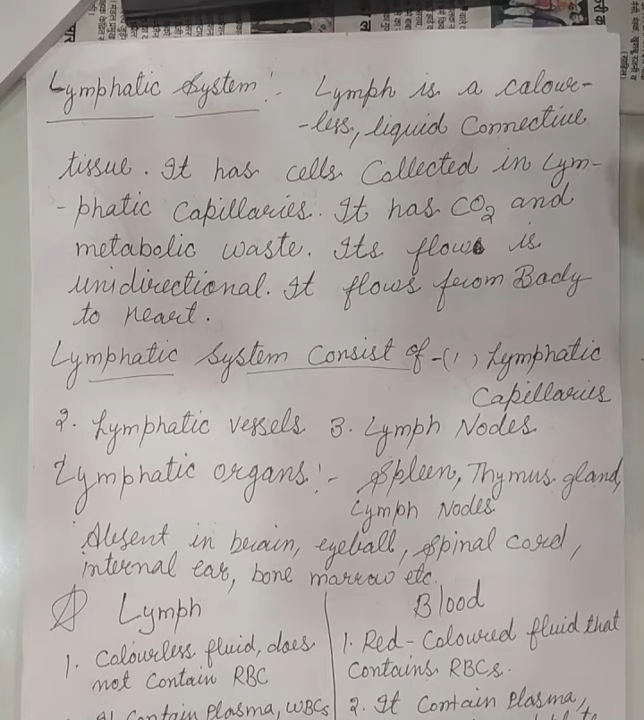 Lymphatic System :- Lymph is a colour-
-less, liquid Connective
tissue. It has cells Collected in Lym-
-phatic Capillaries. It has CO₂ and
metabolic waste. Its flows is
unidirectional. It flows from Body
to Heart.
Lymphatic System Consist of -(1) Lymphatic
Capillaries
2. Lymphatic vessels 3. Lymph Nodes
Lymphatic organs :- Spleen, Thymus gland,
Lymph Nodes
Absent in brain, eyeball, spinal cord,
internal ear, bone marrow etc.
Lymph
1. Colourless fluid, does
not Contain RBC
Contain Plasma, WBCs
Blood
1. Red-Coloured fluid that
Contains RBCs.
2. It Contain Plasma,